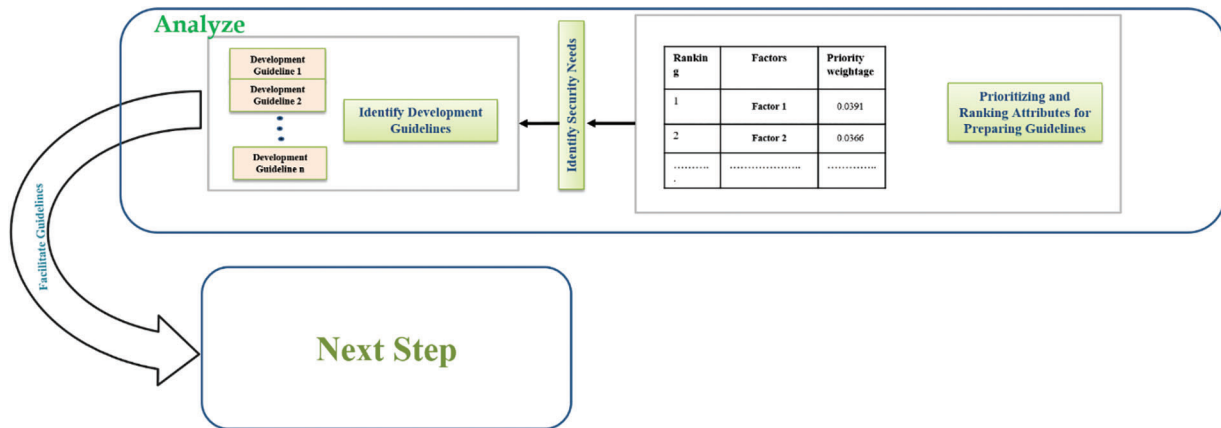 Analyze
Development
Guideline 1
Development
Guideline 2
Development
Guideline n
Identify Development
Guidelines
Identify Security Needs
Rankin
g
Factors
Priority
weightage
1
Factor 1
0.0391
2
Factor 2
0.0366
..........
.
...................
..............
Prioritizing and
Ranking Attributes for
Preparing Guidelines
Facilitate Guidelines
Next Step